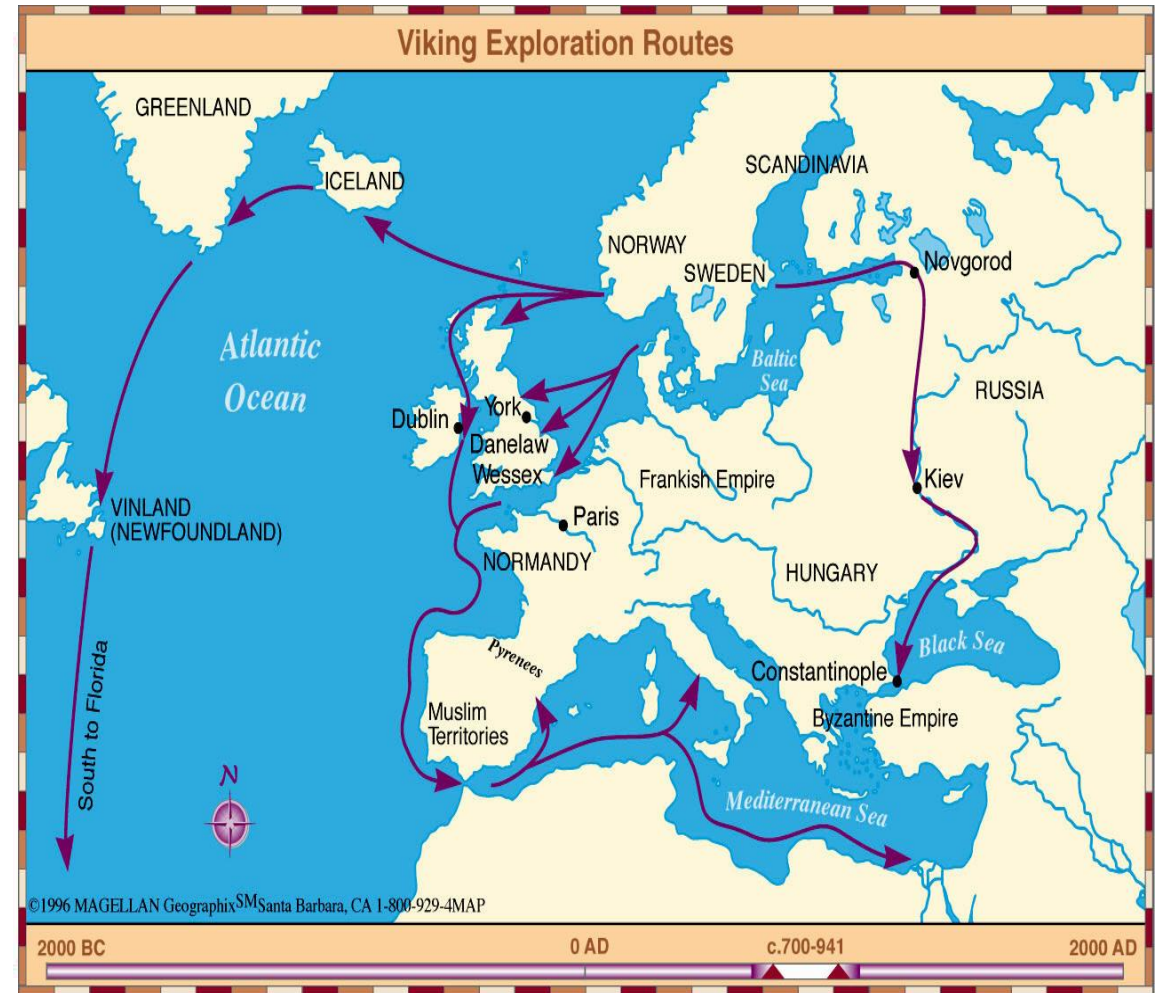 Viking Exploration Routes
GREENLAND
ICELAND
SCANDINAVIA
NORWAY
SWEDEN
Novgorod
Atlantic
Ocean
Baltic
Sea
RUSSIA
Dublin
York
Danelaw
Wessex
Frankish Empire
Kiev
VINLAND
(NEWFOUNDLAND)
Paris
NORMANDY
HUNGARY
Pyrenees
Black Sea
Constantinople
Muslim
Territories
Byzantine Empire
South to Florida
N
Mediterranean Sea
©1996 MAGELLAN GeographixSMSanta Barbara, CA 1-800-929-4MAP
2000 BC
0 AD
c.700-941
2000 AD